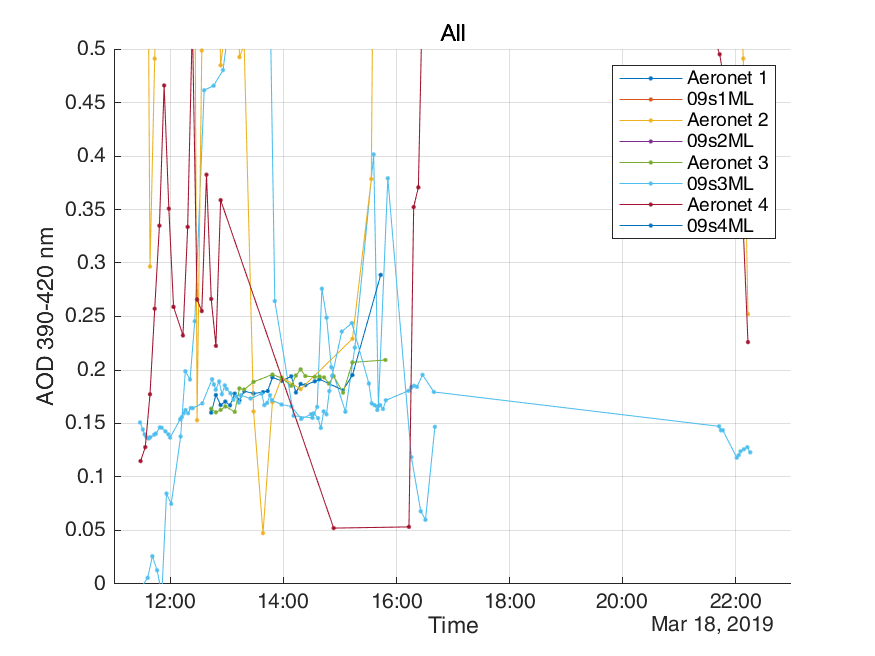 All
0.5
0.45
0.4
0.35
0.3
0.25
0.2
0.15
0.1
0.05
0
AOD 390-420 nm
Aeronet 1
09s1ML
Aeronet 2
09s2ML
Aeronet 3
09s3ML
Aeronet 4
09s4ML
12:00 14:00 16:00 18:00 20:00 22:00
Time
Mar 18, 2019